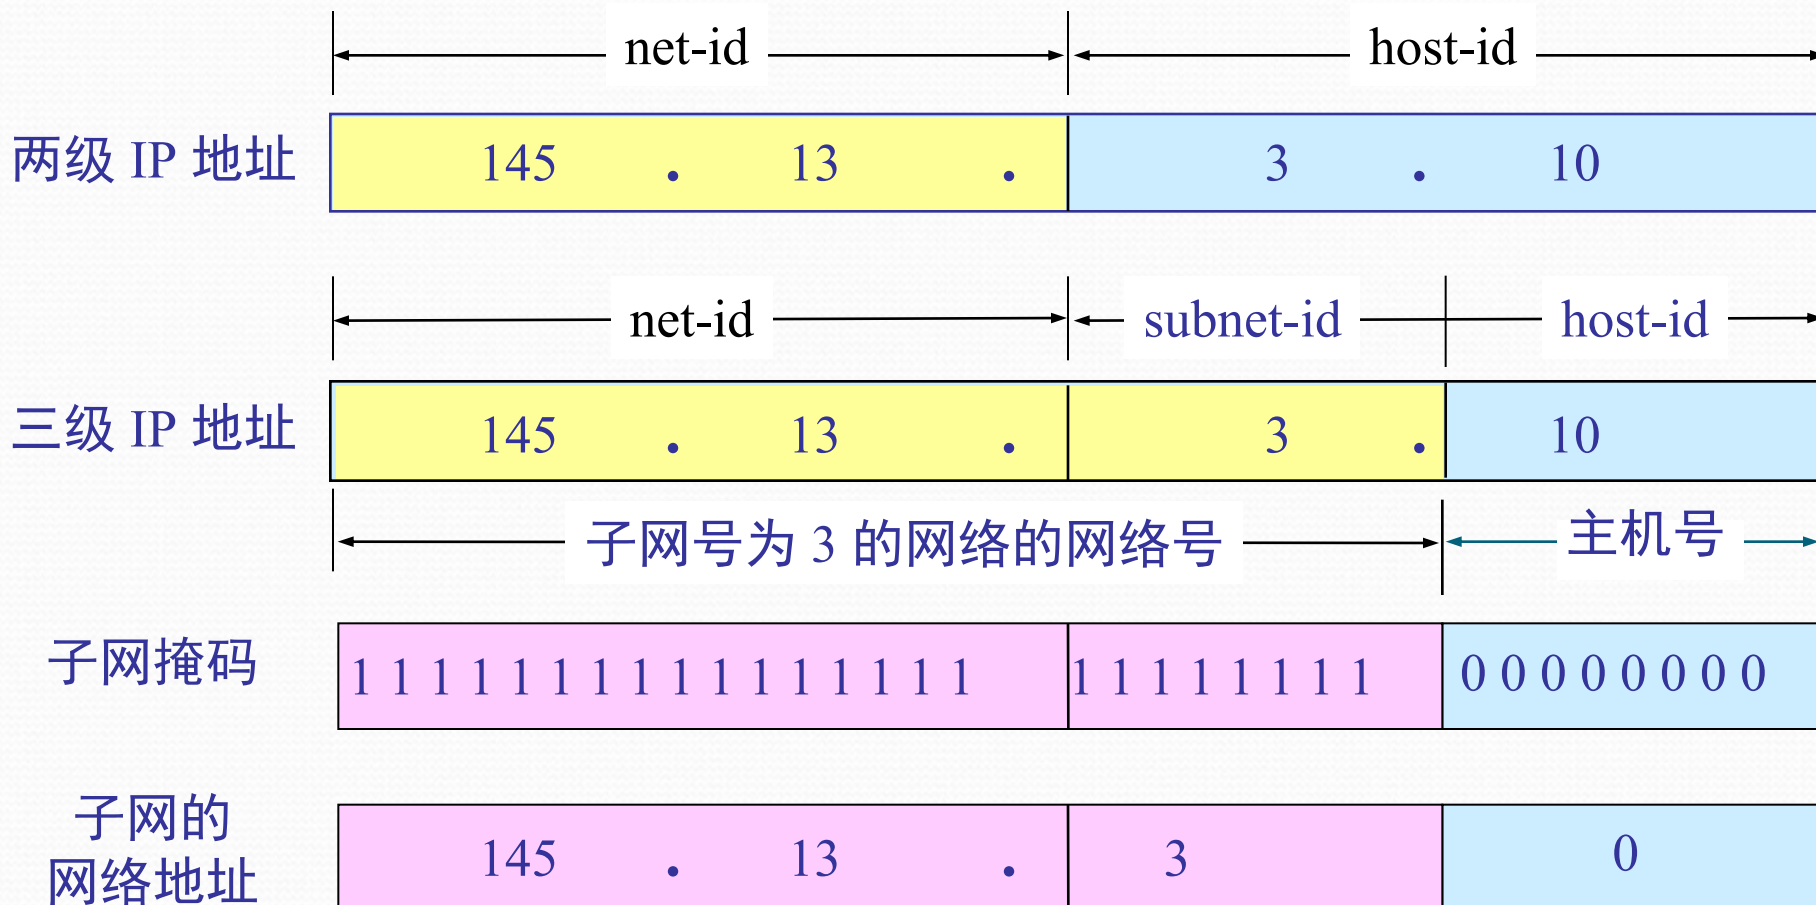 net-id host-id
两级 IP 地址 145 . 13 . 3 . 10
net-id subnet-id host-id
三级 IP 地址 145 . 13 . 3 . 10
子网号为 3 的网络的网络号 主机号
子网掩码 1 1 1 1 1 1 1 1 1 1 1 1 1 1 1 1 1 1 1 1 1 1 1 1 0 0 0 0 0 0 0 0
子网的
网络地址 145 . 13 . 3 0